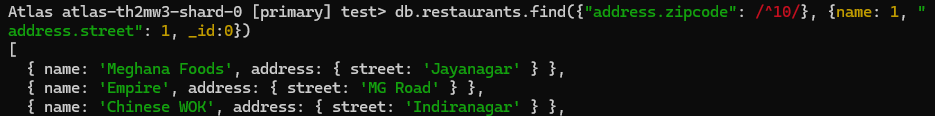 Atlas atlas-th2mw3-shard-0 [primary] test> db.restaurants.find({"address.zipcode": /^10/}, {name: 1, "
address.street": 1, _id:0})
[
  { name: 'Meghana Foods', address: { street: 'Jayanagar' } },
  { name: 'Empire', address: { street: 'MG Road' } },
  { name: 'Chinese WOK', address: { street: 'Indiranagar' } },